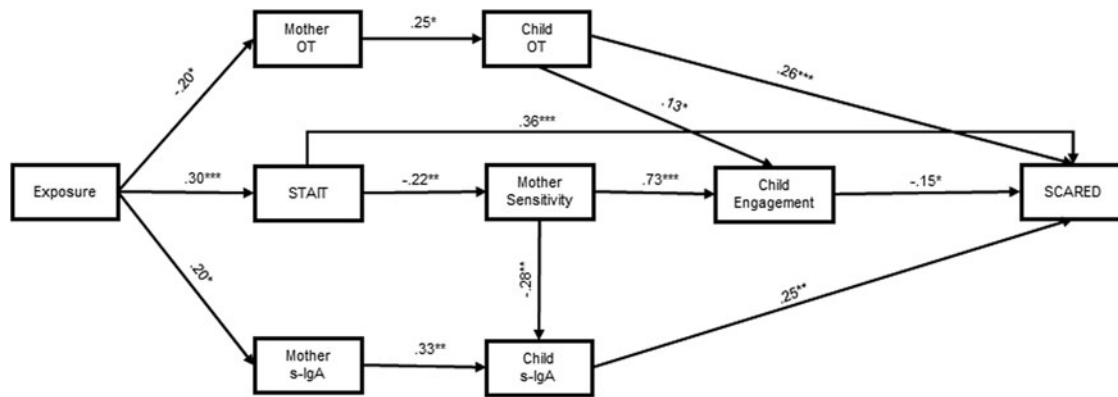 Mother
OT
.25*
Child
OT
-.20*
.26***
.13*
.36***
Exposure
.30***
STAIT
-.22**
Mother
Sensitivity
.73***
Child
Engagement
-.15*
SCARED
.20*
-.28**
.25**
Mother
s-IgA
.33**
Child
s-IgA